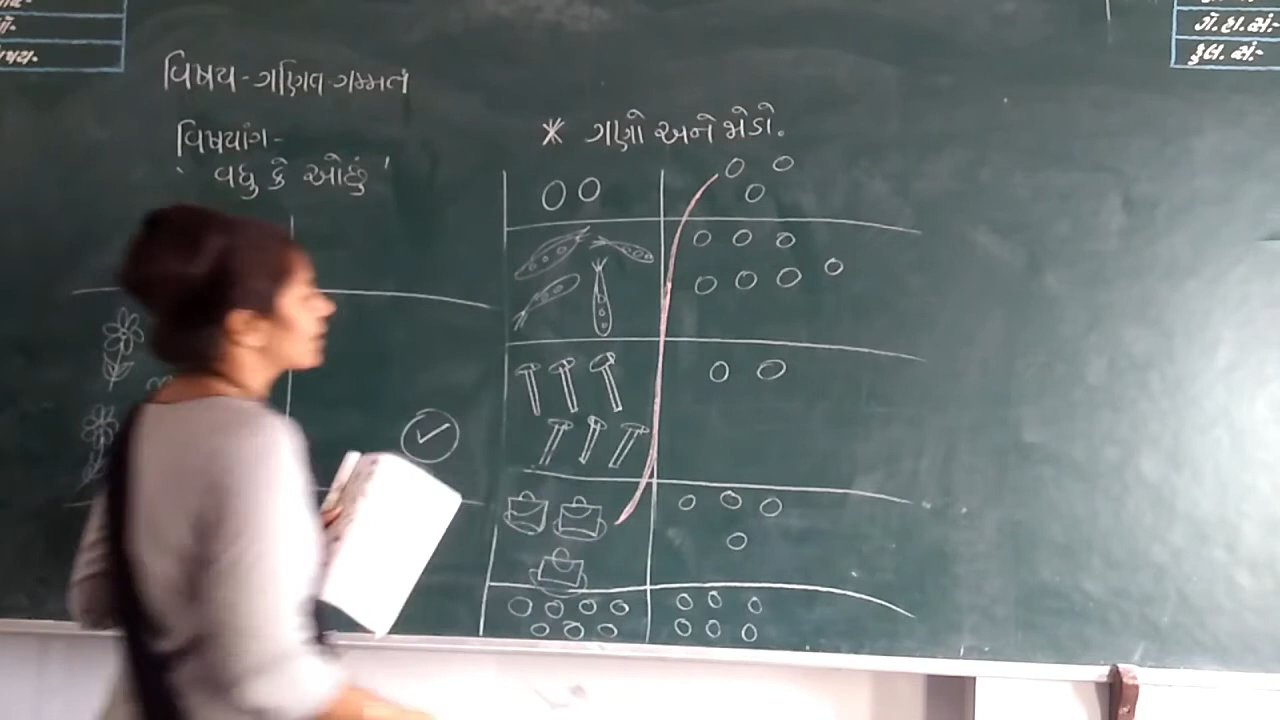 વિષય-ગણિત-ગમ્મત
વિષયાંગ-
' વધુ કે ઓછું '
* ગણો અને જોડો.
ગે. હા. સં:-
કુલ. સં:-